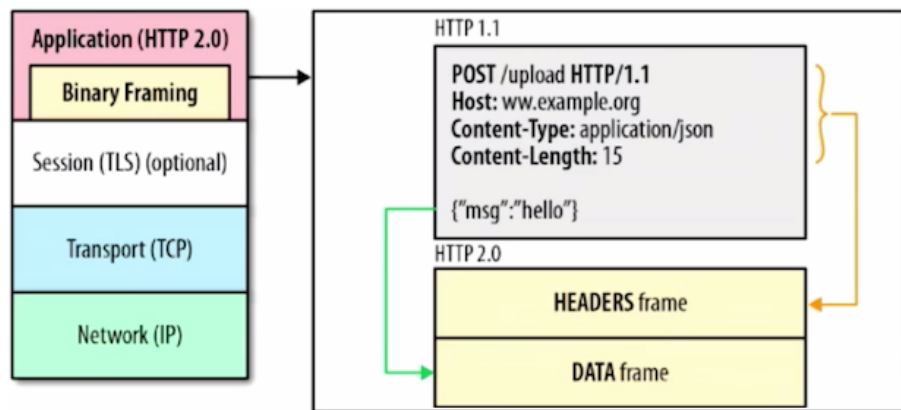 Application (HTTP 2.0)
Binary Framing
Session (TLS) (optional)
Transport (TCP)
Network (IP)
HTTP 1.1
POST /upload HTTP/1.1
Host: ww.example.org
Content-Type: application/json
Content-Length: 15
{"msg":"hello"}
HTTP 2.0
HEADERS frame
DATA frame